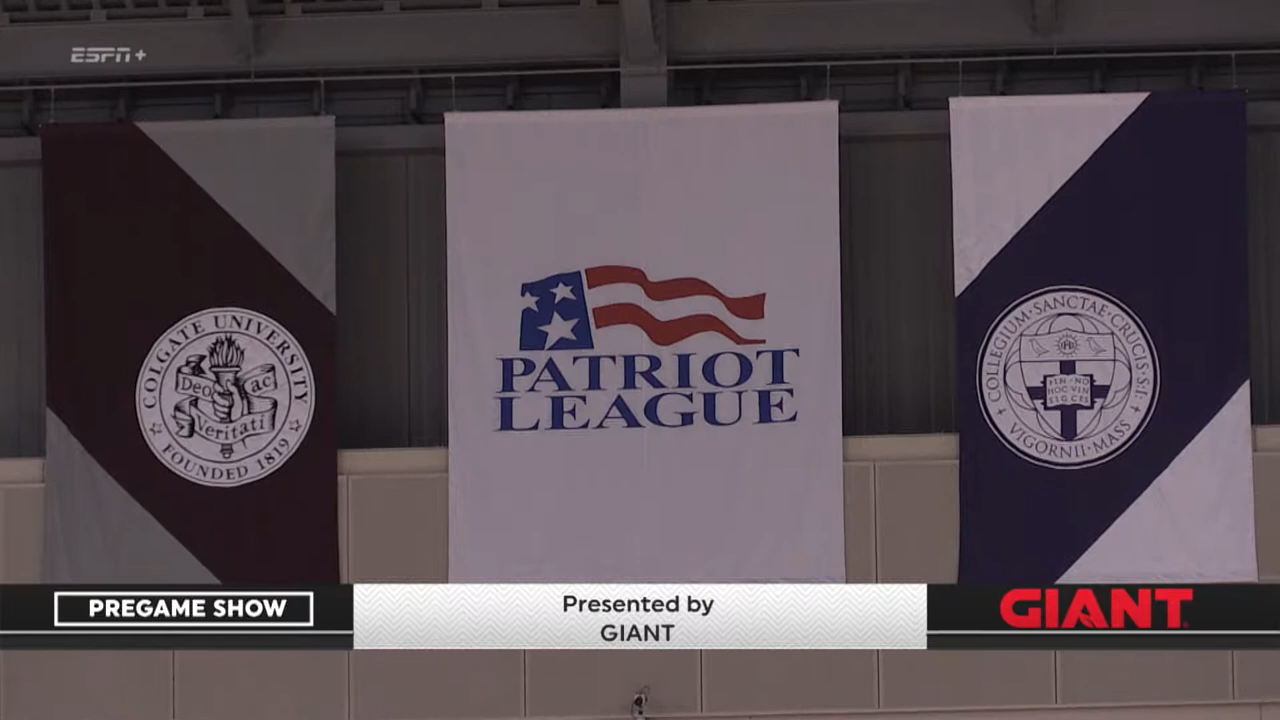 ESPN+
COLGATE UNIVERSITY
Deo ac
Veritati
FOUNDED 1819
PATRIOT
LEAGUE
COLLEGIUM·SANCTAE·CRUCIS·S·I·
VIGORNII·MASS
PREGAME SHOW
Presented by
GIANT
GIANT